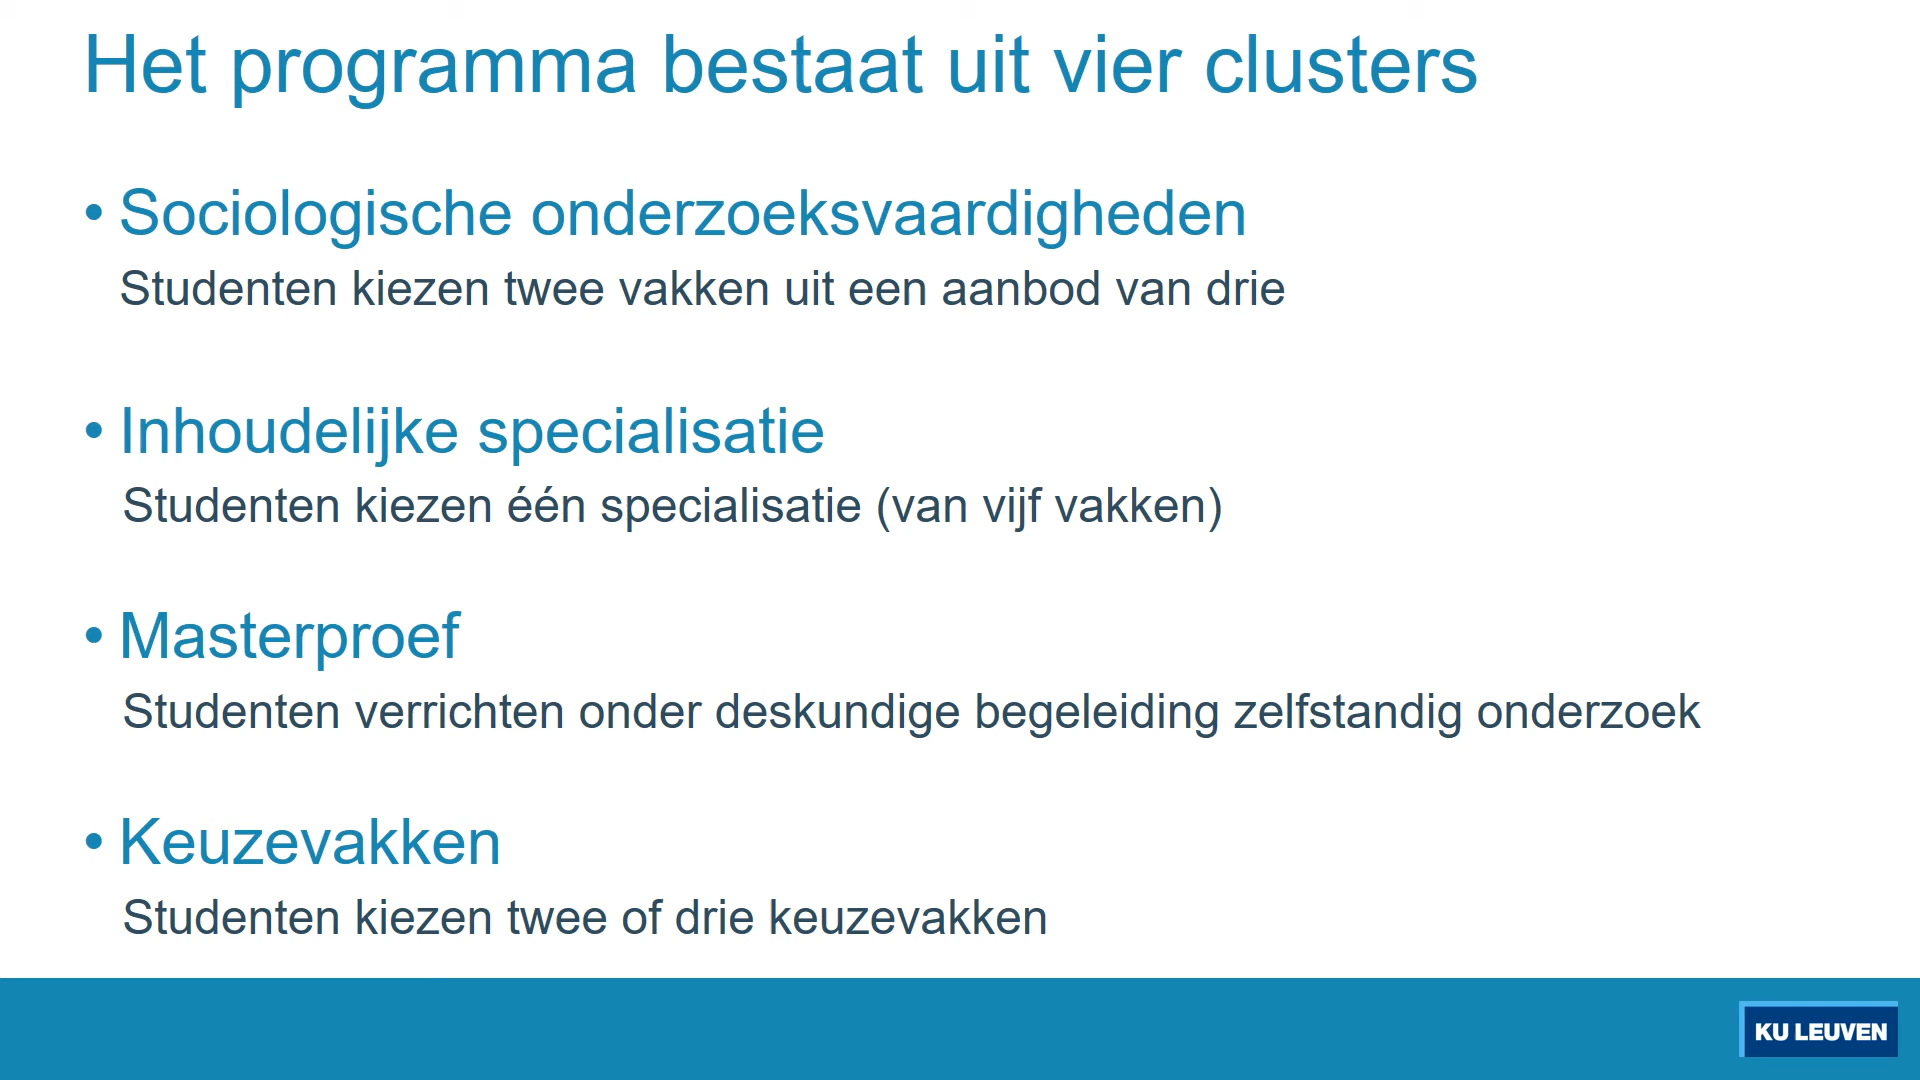 Het programma bestaat uit vier clusters
• Sociologische onderzoeksvaardigheden
Studenten kiezen twee vakken uit een aanbod van drie
• Inhoudelijke specialisatie
Studenten kiezen één specialisatie (van vijf vakken)
• Masterproef
Studenten verrichten onder deskundige begeleiding zelfstandig onderzoek
• Keuzevakken
Studenten kiezen twee of drie keuzevakken
KU LEUVEN